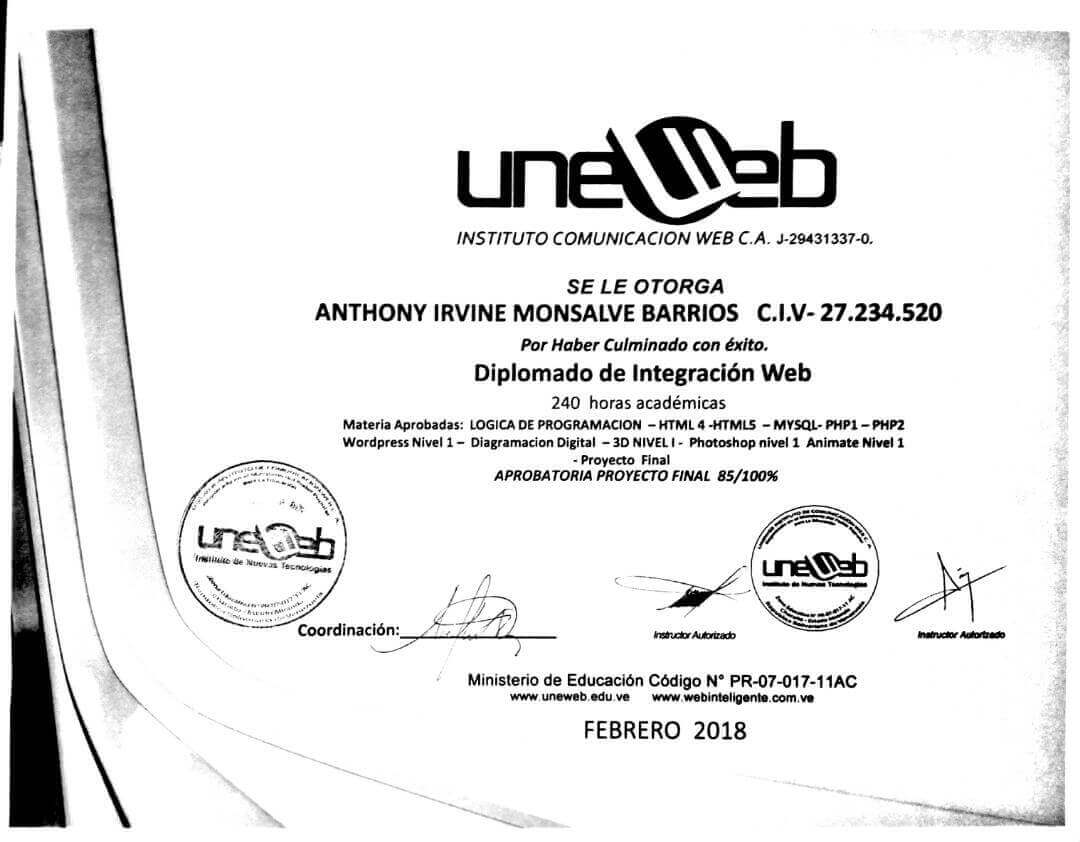 uneweb
INSTITUTO COMUNICACION WEB C.A. J-29431337-0.
SE LE OTORGA
ANTHONY IRVINE MONSALVE BARRIOS C.I.V- 27.234.520
Por Haber Culminado con éxito.
Diplomado de Integración Web
240 horas académicas
Materia Aprobadas: LOGICA DE PROGRAMACION – HTML 4 -HTML5 – MYSQL- PHP1 – PHP2
Wordpress Nivel 1 – Diagramacion Digital – 3D NIVEL I - Photoshop nivel 1 Animate Nivel 1
- Proyecto Final
APROBATORIA PROYECTO FINAL 85/100%
uneweb
Instituto de Nuevas Tecnologías
uneweb
Instituto de Nuevas Tecnologías
Coordinación:
Instructor Autorizado
Instructor Autorizado
Ministerio de Educación Código N° PR-07-017-11AC
www.uneweb.edu.ve www.webinteligente.com.ve
FEBRERO 2018